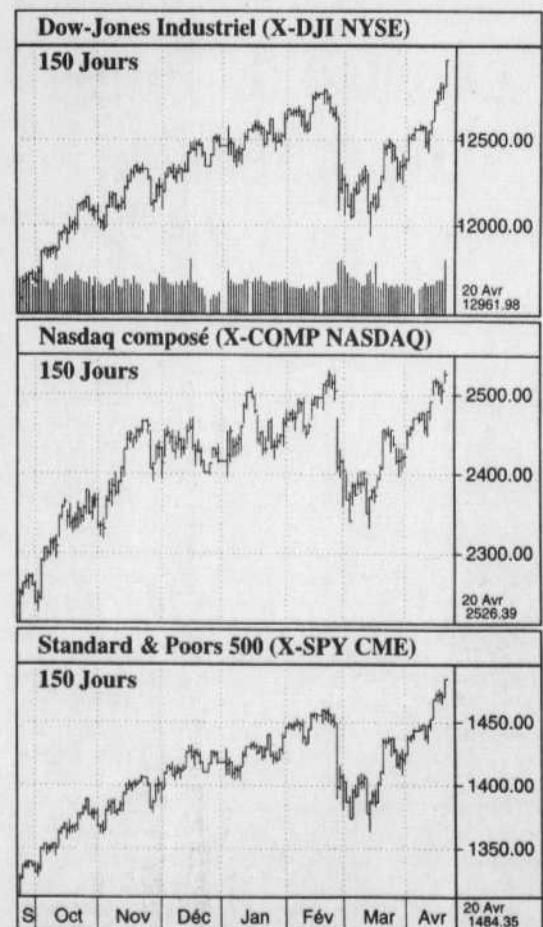 Dow-Jones Industriel (X-DJI NYSE)
150 Jours
12500.00
12000.00
20 Avr
12961.98
Nasdaq composé (X-COMP NASDAQ)
150 Jours
2500.00
2400.00
2300.00
20 Avr
2526.39
Standard & Poors 500 (X-SPY CME)
150 Jours
1450.00
1400.00
1350.00
S Oct Nov Déc Jan Fév Mar Avr
20 Avr
1484.35